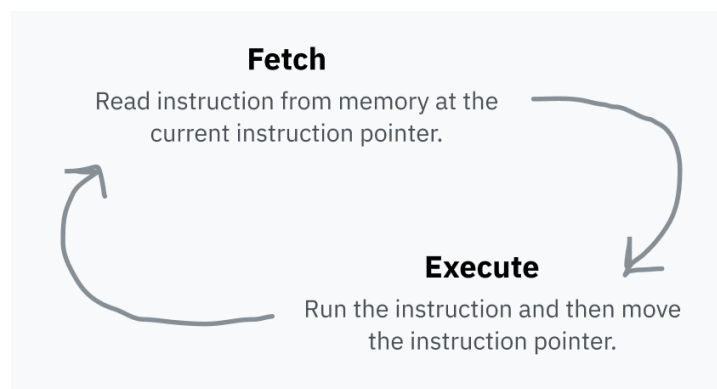 Fetch
Read instruction from memory at the
current instruction pointer.
Execute
Run the instruction and then move
the instruction pointer.